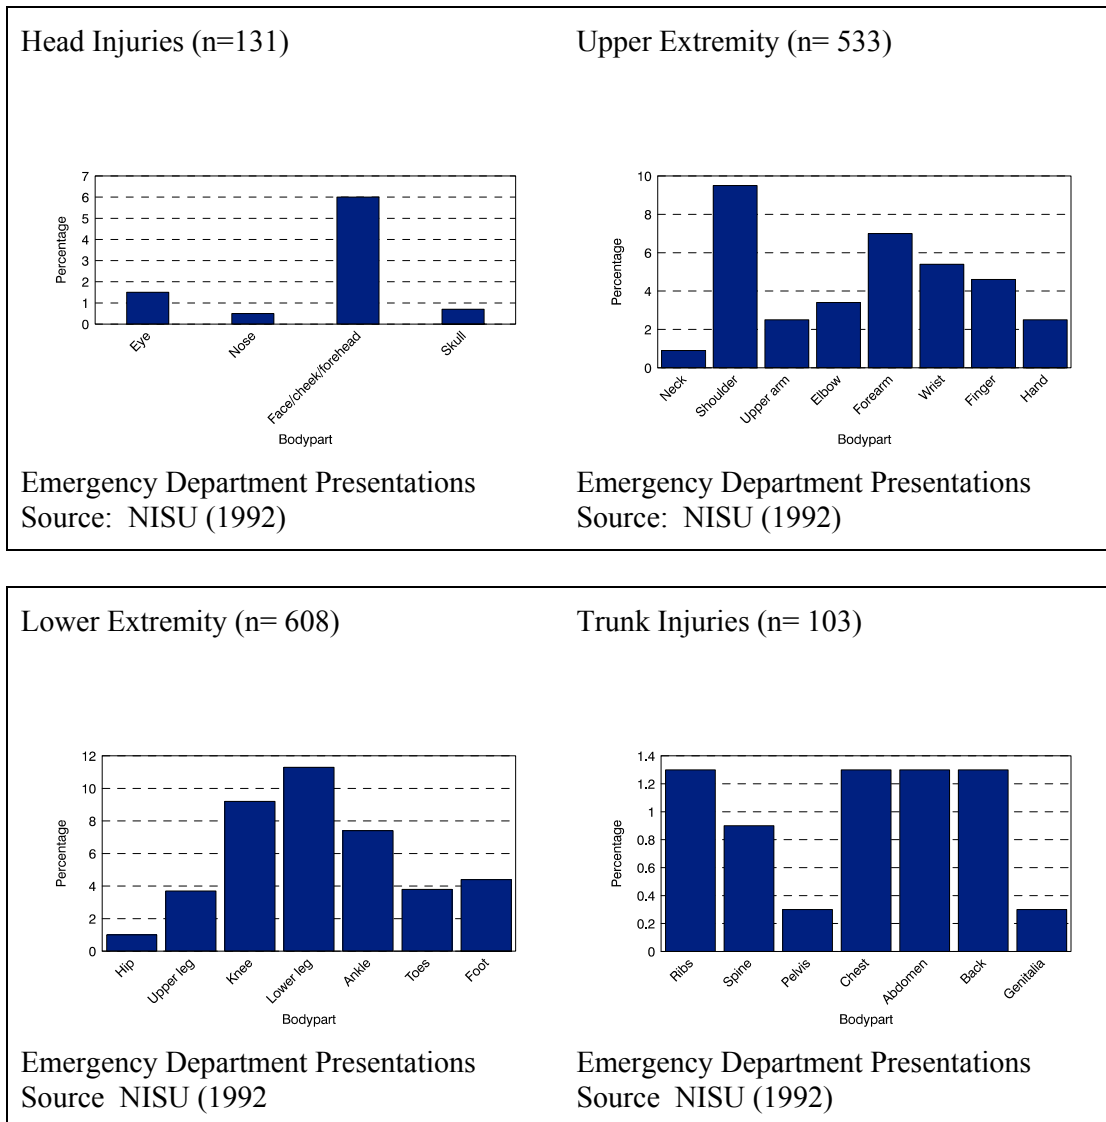 Head Injuries (n=131)
Percentage
7
6
5
4
3
2
1
0
Eye
Nose
Face/cheek/forehead
Skull
Bodypart
Emergency Department Presentations
Source:  NISU (1992)
Upper Extremity (n= 533)
Percentage
10
8
6
4
2
0
Neck
Shoulder
Upper arm
Elbow
Forearm
Wrist
Finger
Hand
Bodypart
Emergency Department Presentations
Source:  NISU (1992)
Lower Extremity (n= 608)
Percentage
12
10
8
6
4
2
0
Hip
Upper leg
Knee
Lower leg
Ankle
Toes
Foot
Bodypart
Emergency Department Presentations
Source  NISU (1992
Trunk Injuries (n= 103)
Percentage
1.4
1.2
1
0.8
0.6
0.4
0.2
0
Ribs
Spine
Pelvis
Chest
Abdomen
Back
Genitalia
Bodypart
Emergency Department Presentations
Source  NISU (1992)